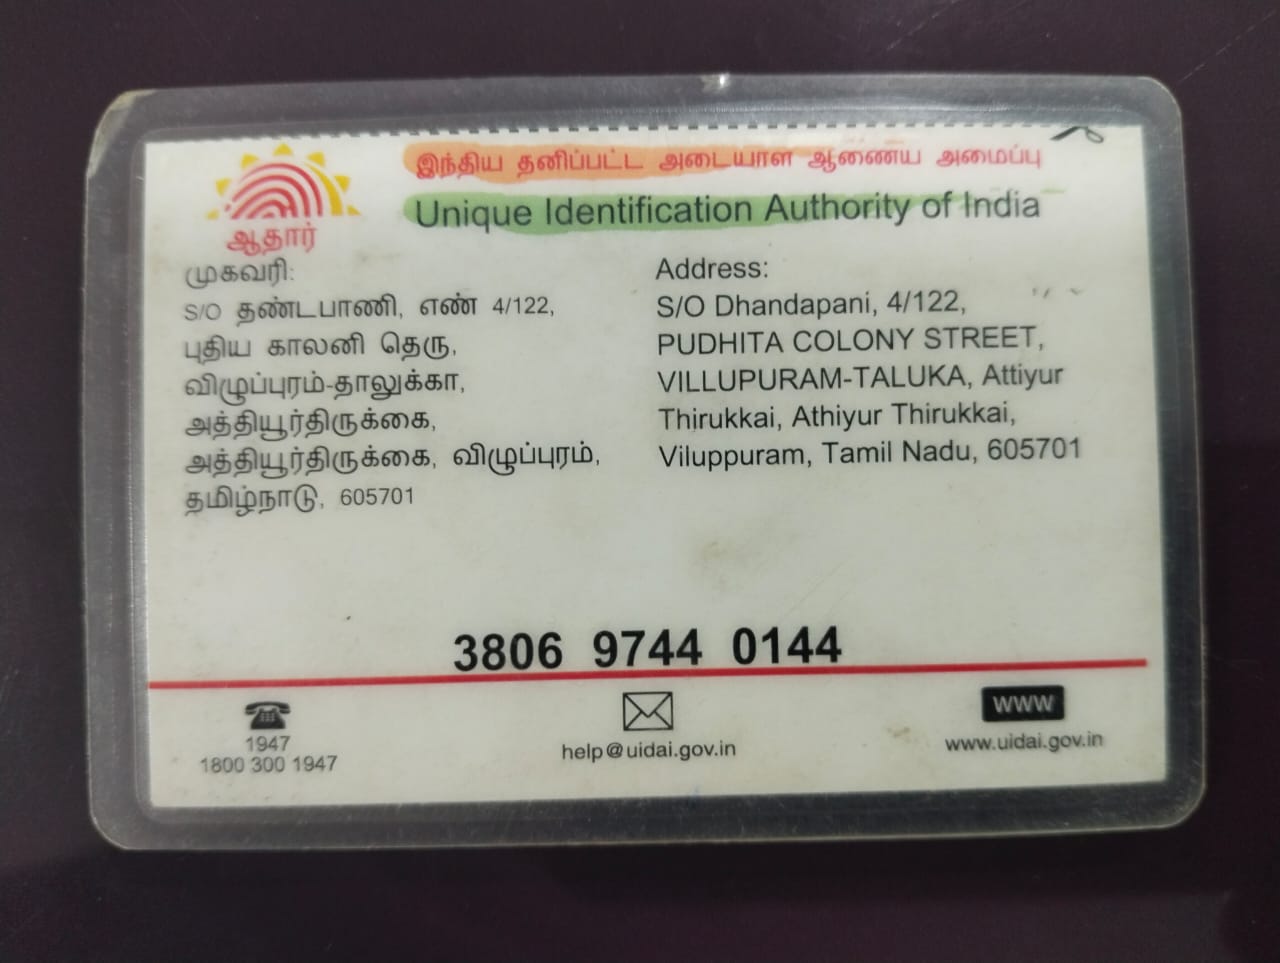 இந்திய தனிப்பட்ட அடையாள ஆணைய அமைப்பு
Unique Identification Authority of India
ஆதார்
முகவரி:
S/O தண்டபாணி, எண் 4/122,
புதிய காலனி தெரு,
விழுப்புரம்-தாலுக்கா,
அத்தியூர்திருக்கை,
அத்தியூர்திருக்கை, விழுப்புரம்,
தமிழ்நாடு, 605701
Address:
S/O Dhandapani, 4/122,
PUDHITA COLONY STREET,
VILLUPURAM-TALUKA, Attiyur
Thirukkai, Athiyur Thirukkai,
Viluppuram, Tamil Nadu, 605701
3806 9744 0144
1947
1800 300 1947
help@uidai.gov.in
www
www.uidai.gov.in